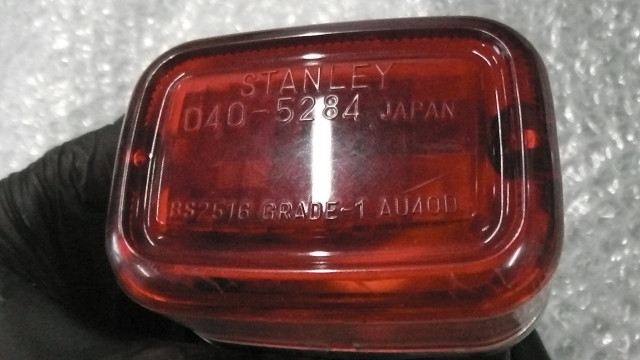 STANLEY
040-5284 JAPAN
BS2516 GRADE-1 AU40D